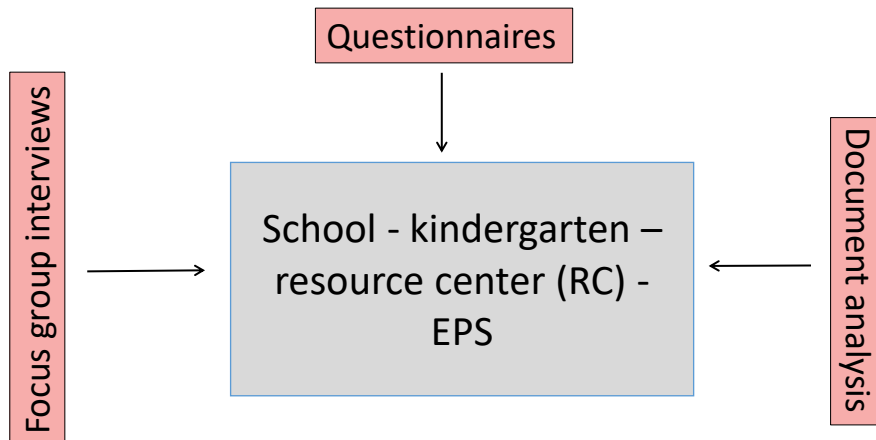 Questionnaires
Focus group interviews
School - kindergarten –
resource center (RC) -
EPS
Document analysis